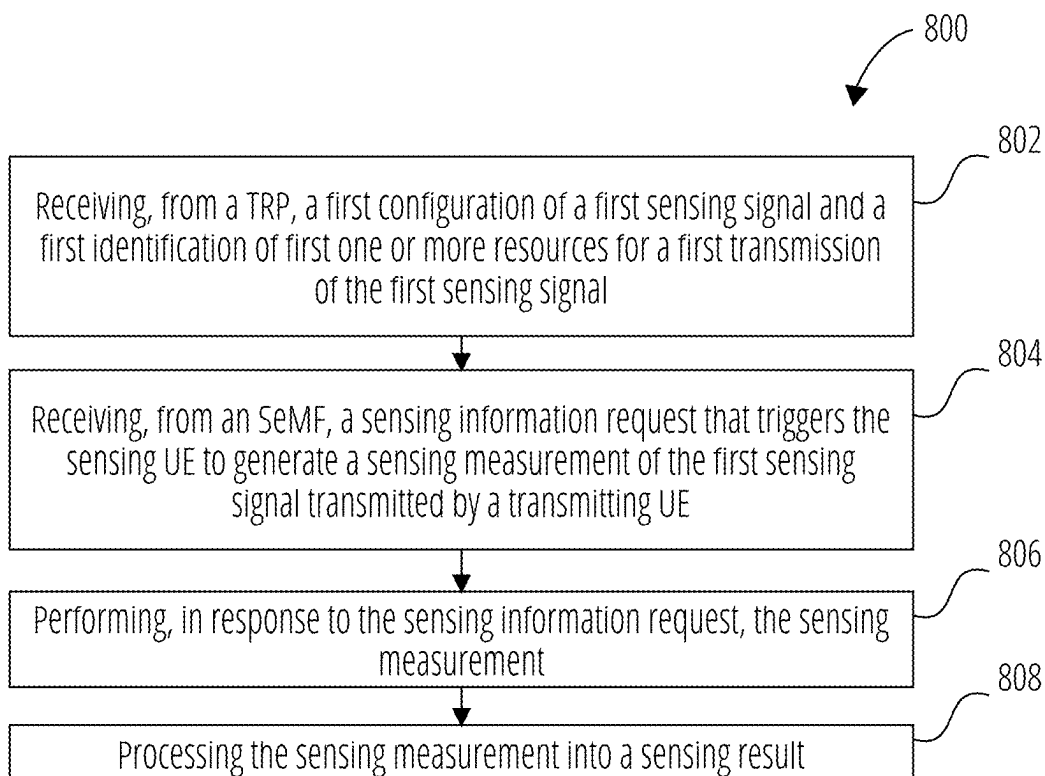 800
802
Receiving, from a TRP, a first configuration of a first sensing signal and a
first identification of first one or more resources for a first transmission
of the first sensing signal
804
Receiving, from an SeMF, a sensing information request that triggers the
sensing UE to generate a sensing measurement of the first sensing
signal transmitted by a transmitting UE
806
Performing, in response to the sensing information request, the sensing
measurement
808
Processing the sensing measurement into a sensing result